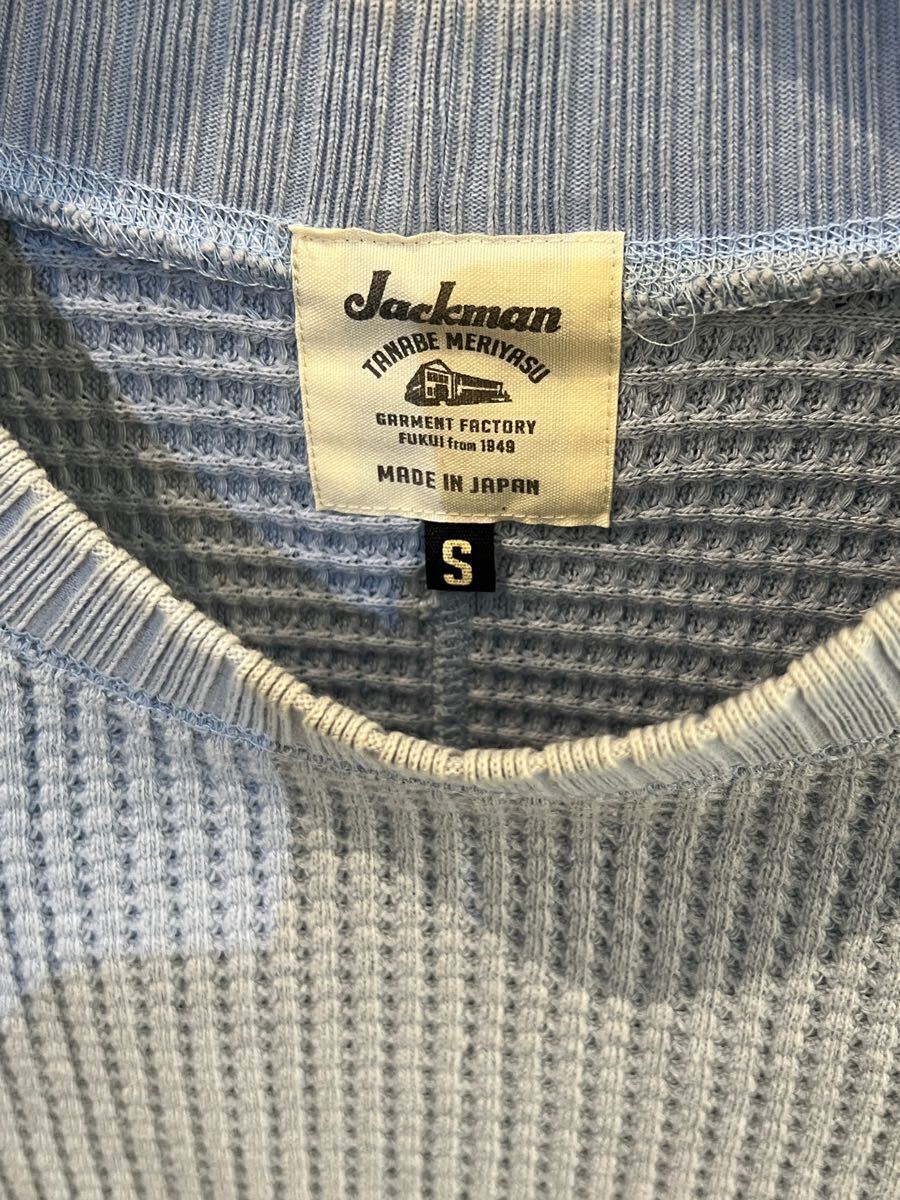 Jackman
TANABE MERIYASU
GARMENT FACTORY
FUKUI from 1949
MADE IN JAPAN
S